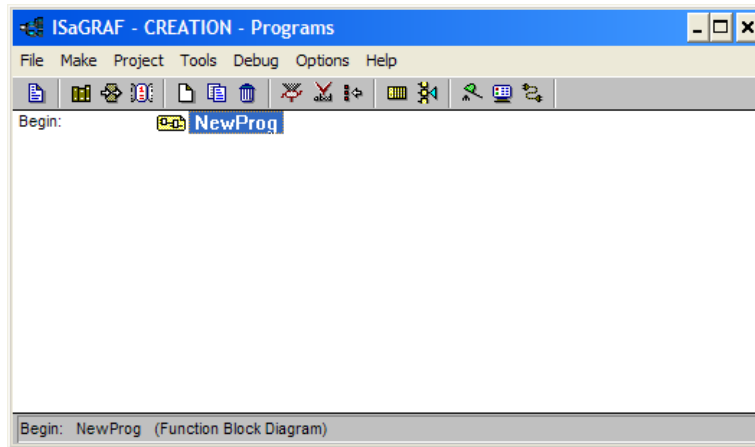 ISaGRAF - CREATION - Programs
File Make Project Tools Debug Options Help
Begin: NewProg
Begin: NewProg (Function Block Diagram)